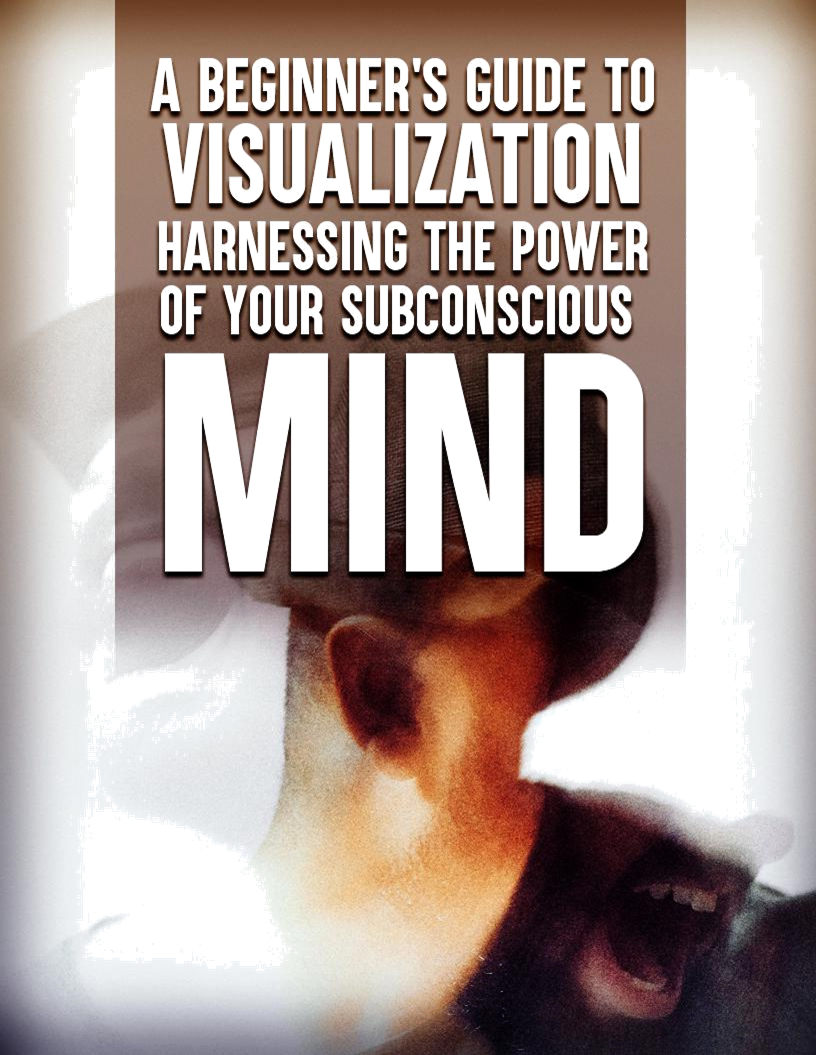 A BEGINNER'S GUIDE TO
VISUALIZATION
HARNESSING THE POWER
OF YOUR SUBCONSCIOUS
MIND